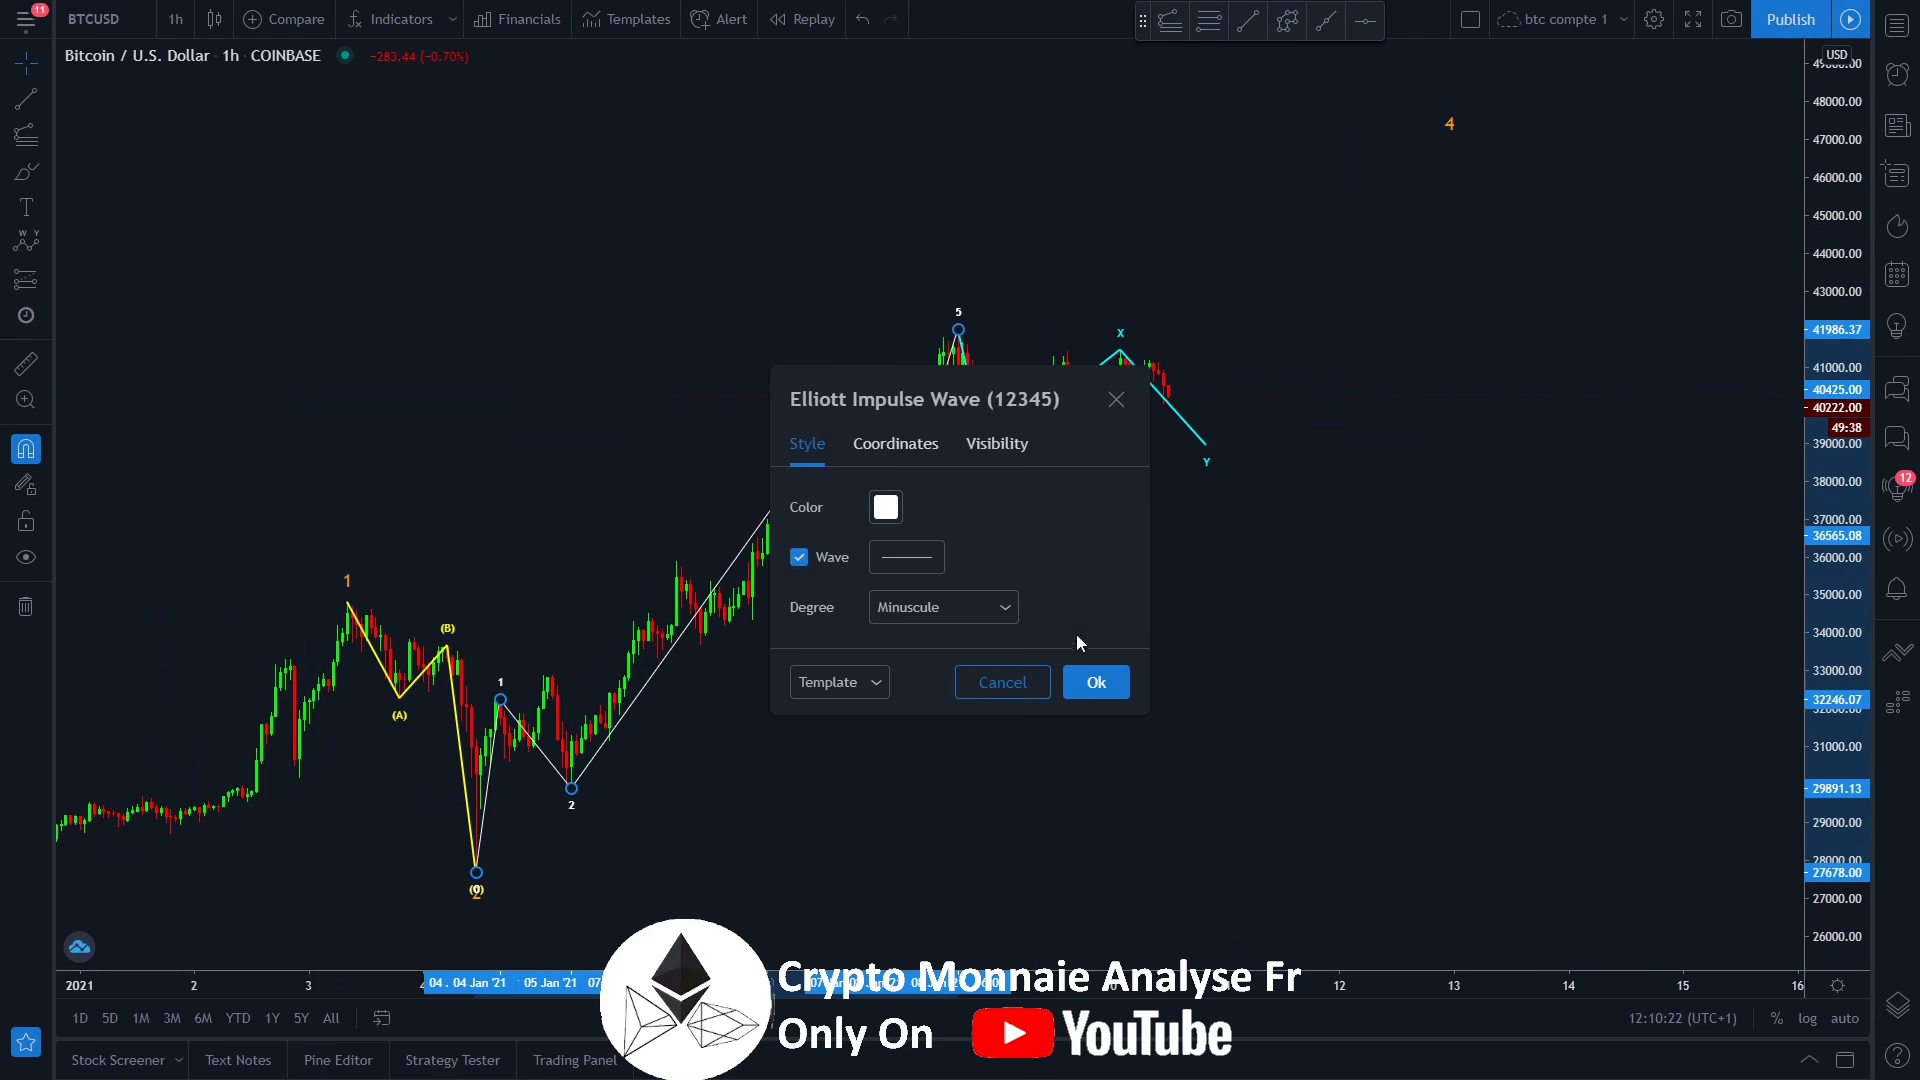 11
BTCUSD
1h
Compare
Indicators
Financials
Templates
Alert
Replay
btc compte 1
Publish
Bitcoin / U.S. Dollar · 1h · COINBASE
−283.44 (−0.70%)
USD
48000.00
47000.00
46000.00
45000.00
44000.00
43000.00
41986.37
41000.00
40425.00
40222.00
49:38
39000.00
38000.00
37000.00
36565.08
36000.00
35000.00
34000.00
33000.00
32246.07
31000.00
29891.13
29000.00
28000.00
27678.00
27000.00
26000.00
12
4
5
X
Y
1
(B)
(A)
1
2
Elliott Impulse Wave (12345)
Style
Coordinates
Visibility
Color
Wave
Degree
Minuscule
Template
Cancel
Ok
2021
2
3
04 Jan '21
05 Jan '21
12
13
14
15
16
1D
5D
1M
3M
6M
YTD
1Y
5Y
All
12:10:22 (UTC+1)
%
log
auto
Stock Screener
Text Notes
Pine Editor
Strategy Tester
Trading Panel
Crypto Monnaie Analyse Fr
Only On
YouTube